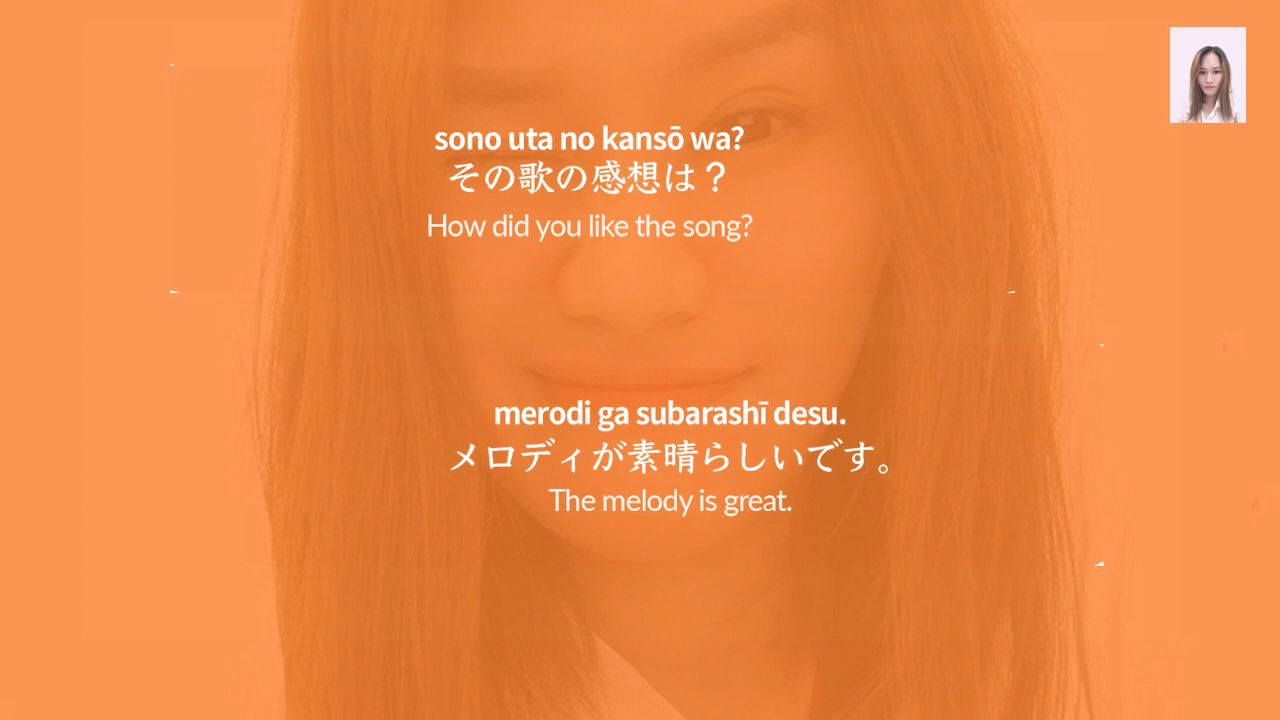 sono uta no kansō wa?
その歌の感想は？
How did you like the song?
merodi ga subarashī desu.
メロディが素晴らしいです。
The melody is great.